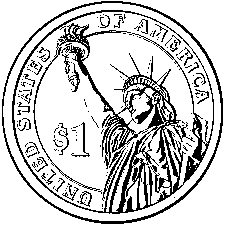 UNITED STATES OF AMERICA
$1